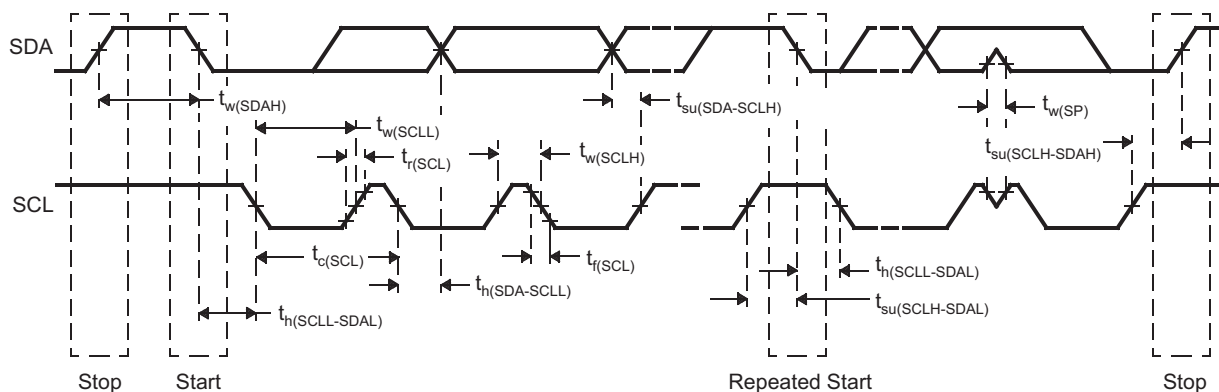 SDA
t_w(SDAH)
t_su(SDA-SCLH)
t_w(SP)
t_w(SCLL)
t_r(SCL)
t_w(SCLH)
t_su(SCLH-SDAH)
SCL
t_c(SCL)
t_f(SCL)
t_h(SCLL-SDAL)
t_h(SDA-SCLL)
t_su(SCLH-SDAL)
t_h(SCLL-SDAL)
Stop Start Repeated Start Stop